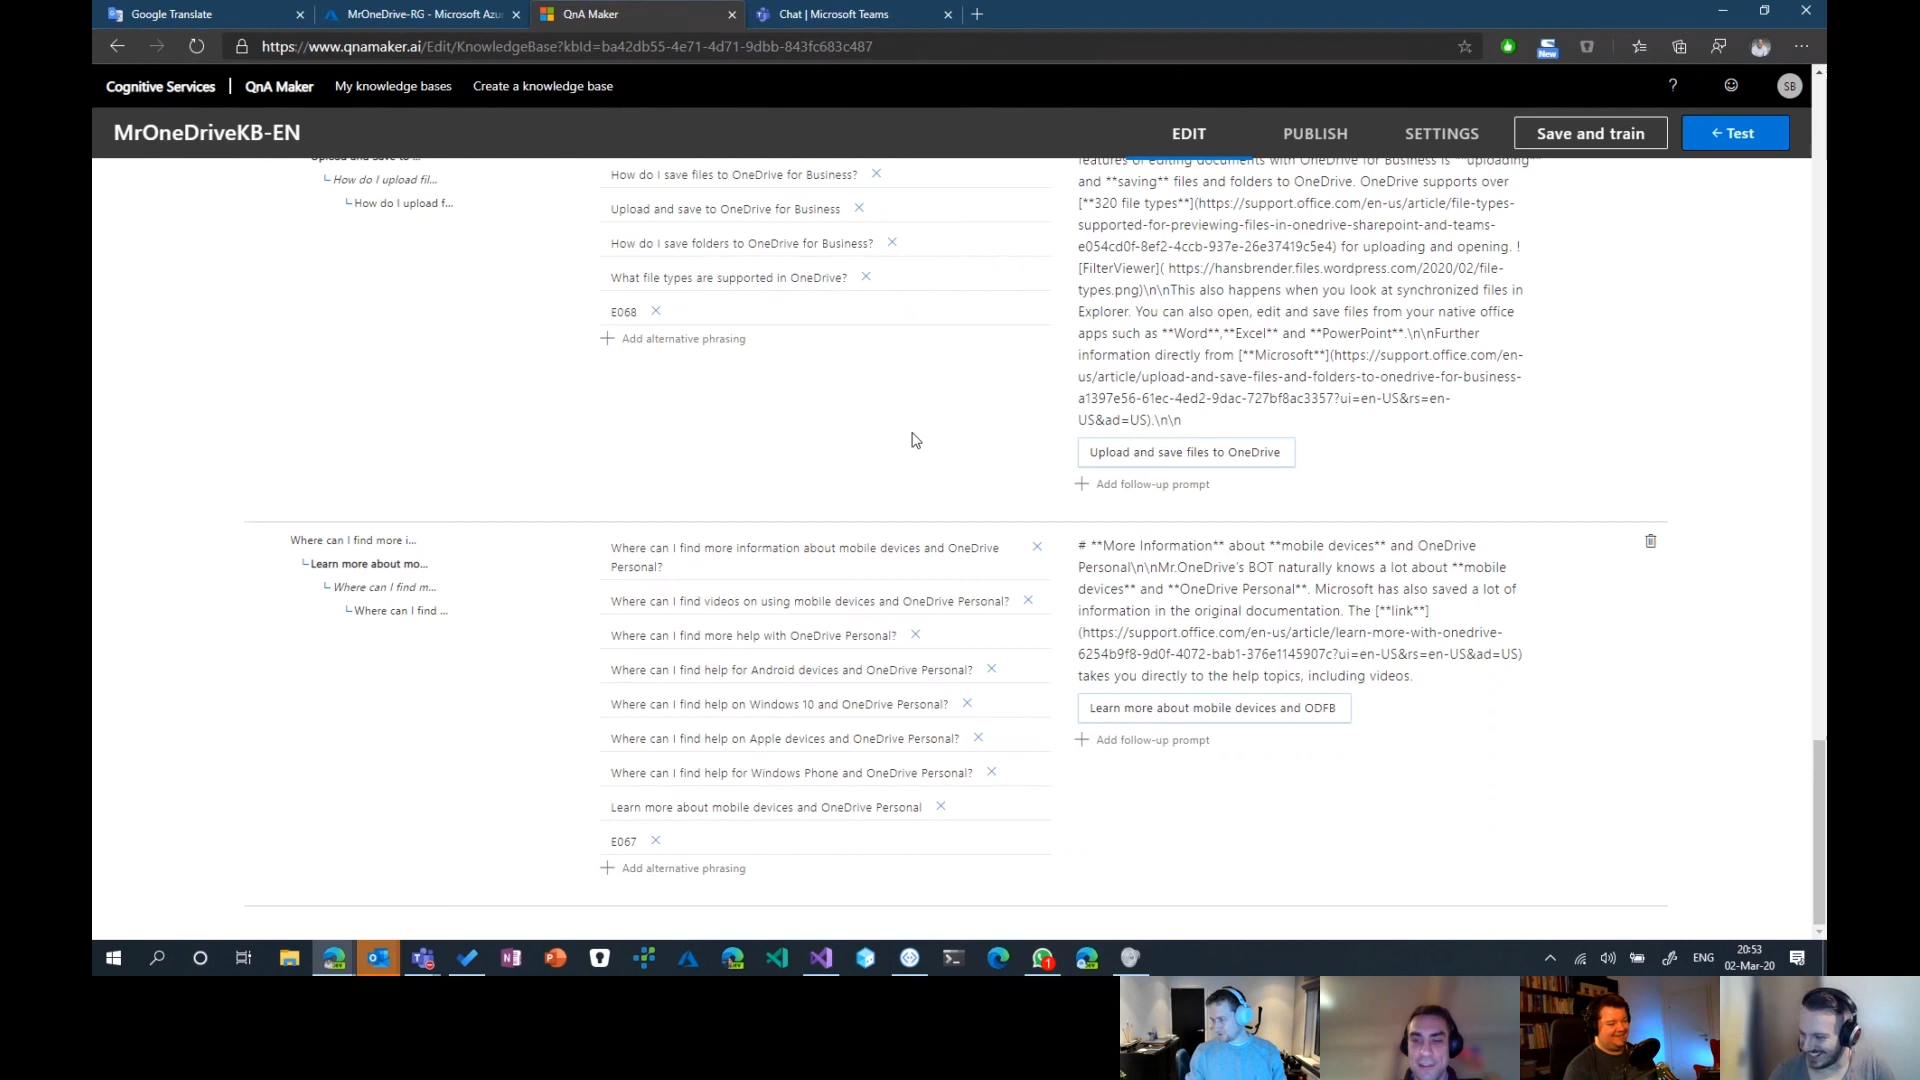 Google Translate
MrOneDrive-RG - Microsoft Azu
QnA Maker
Chat | Microsoft Teams
https://www.qnamaker.ai/Edit/KnowledgeBase?kbId=ba42db55-4e71-4d71-9dbb-843fc683c487
New
Cognitive Services | QnA Maker My knowledge bases Create a knowledge base
? SB
MrOneDriveKB-EN
EDIT PUBLISH SETTINGS Save and train ← Test
Upload and Save to ...
How do I upload fil...
How do I upload f...
How do I save files to OneDrive for Business?
Upload and save to OneDrive for Business
How do I save folders to OneDrive for Business?
What file types are supported in OneDrive?
E068
Add alternative phrasing
features of editing documents with OneDrive for Business is **uploading**
and **saving** files and folders to OneDrive. OneDrive supports over
[**320 file types**](https://support.office.com/en-us/article/file-types-
supported-for-previewing-files-in-onedrive-sharepoint-and-teams-
e054cd0f-8ef2-4ccb-937e-26e37419c5e4) for uploading and opening. !
[FilterViewer]( https://hansbrender.files.wordpress.com/2020/02/file-
types.png)\n\nThis also happens when you look at synchronized files in
Explorer. You can also open, edit and save files from your native office
apps such as **Word**,**Excel** and **PowerPoint**.\n\nFurther
information directly from [**Microsoft**](https://support.office.com/en-
us/article/upload-and-save-files-and-folders-to-onedrive-for-business-
a1397e56-61ec-4ed2-9dac-727bf8ac3357?ui=en-US&rs=en-
US&ad=US).\n\n
Upload and save files to OneDrive
Add follow-up prompt
Where can I find more i...
Learn more about mo...
Where can I find m...
Where can I find ...
Where can I find more information about mobile devices and OneDrive
Personal?
Where can I find videos on using mobile devices and OneDrive Personal?
Where can I find more help with OneDrive Personal?
Where can I find help for Android devices and OneDrive Personal?
Where can I find help on Windows 10 and OneDrive Personal?
Where can I find help on Apple devices and OneDrive Personal?
Where can I find help for Windows Phone and OneDrive Personal?
Learn more about mobile devices and OneDrive Personal
E067
Add alternative phrasing
# **More Information** about **mobile devices** and OneDrive
Personal\n\nMr.OneDrive's BOT naturally knows a lot about **mobile
devices** and **OneDrive Personal**. Microsoft has also saved a lot of
information in the original documentation. The [**link**]
(https://support.office.com/en-us/article/learn-more-with-onedrive-
6254b9f8-9d0f-4072-bab1-376e1145907c?ui=en-US&rs=en-US&ad=US)
takes you directly to the help topics, including videos.
Learn more about mobile devices and ODFB
Add follow-up prompt
ENG
20:53
02-Mar-20